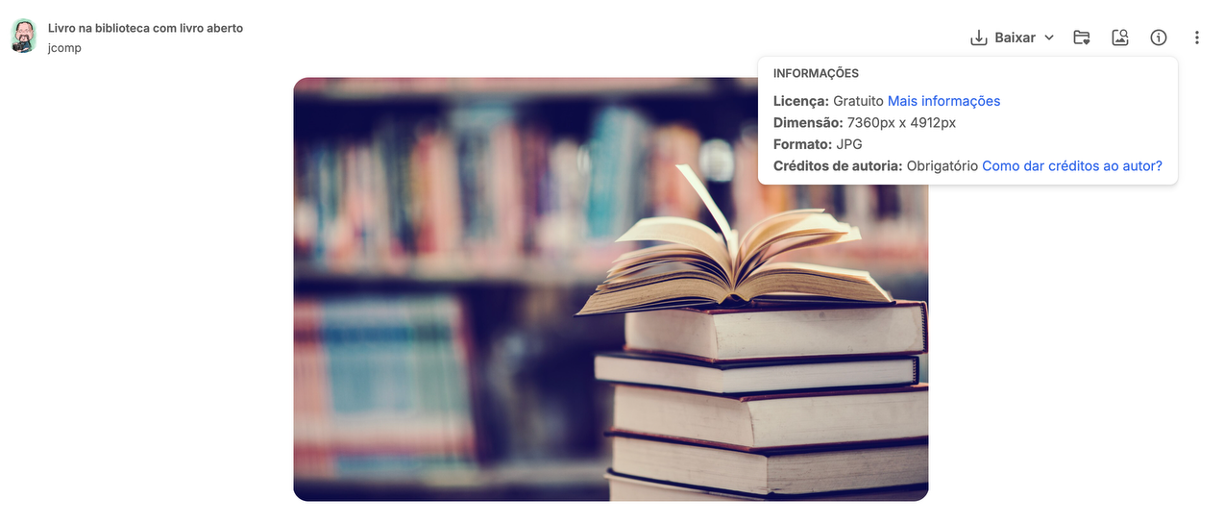 Livro na biblioteca com livro aberto
jcomp
Baixar
INFORMAÇÕES
Licença: Gratuito Mais informações
Dimensão: 7360px x 4912px
Formato: JPG
Créditos de autoria: Obrigatório Como dar créditos ao autor?